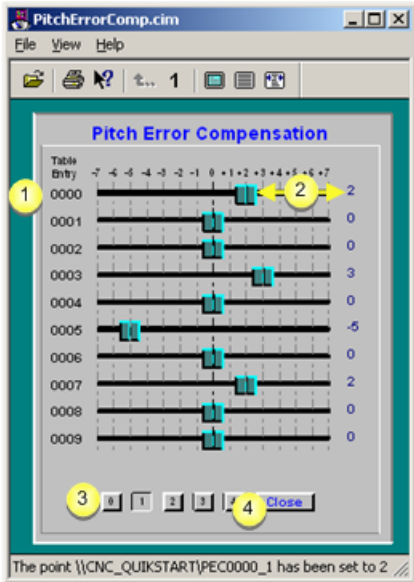 PitchErrorComp.cim
File View Help
1
Pitch Error Compensation
Table
Entry
-7 -6 -5 -4 -3 -2 -1 0 +1 +2 +3 +4 +5 +6 +7
1 0000 2 2
0001 0
0002 0
0003 3
0004 0
0005 -5
0006 0
0007 2
0008 0
0009 0
3 0 1 2 3 4 4 Close
The point \\CNC_QUIKSTART\PEC0000_1 has been set to 2